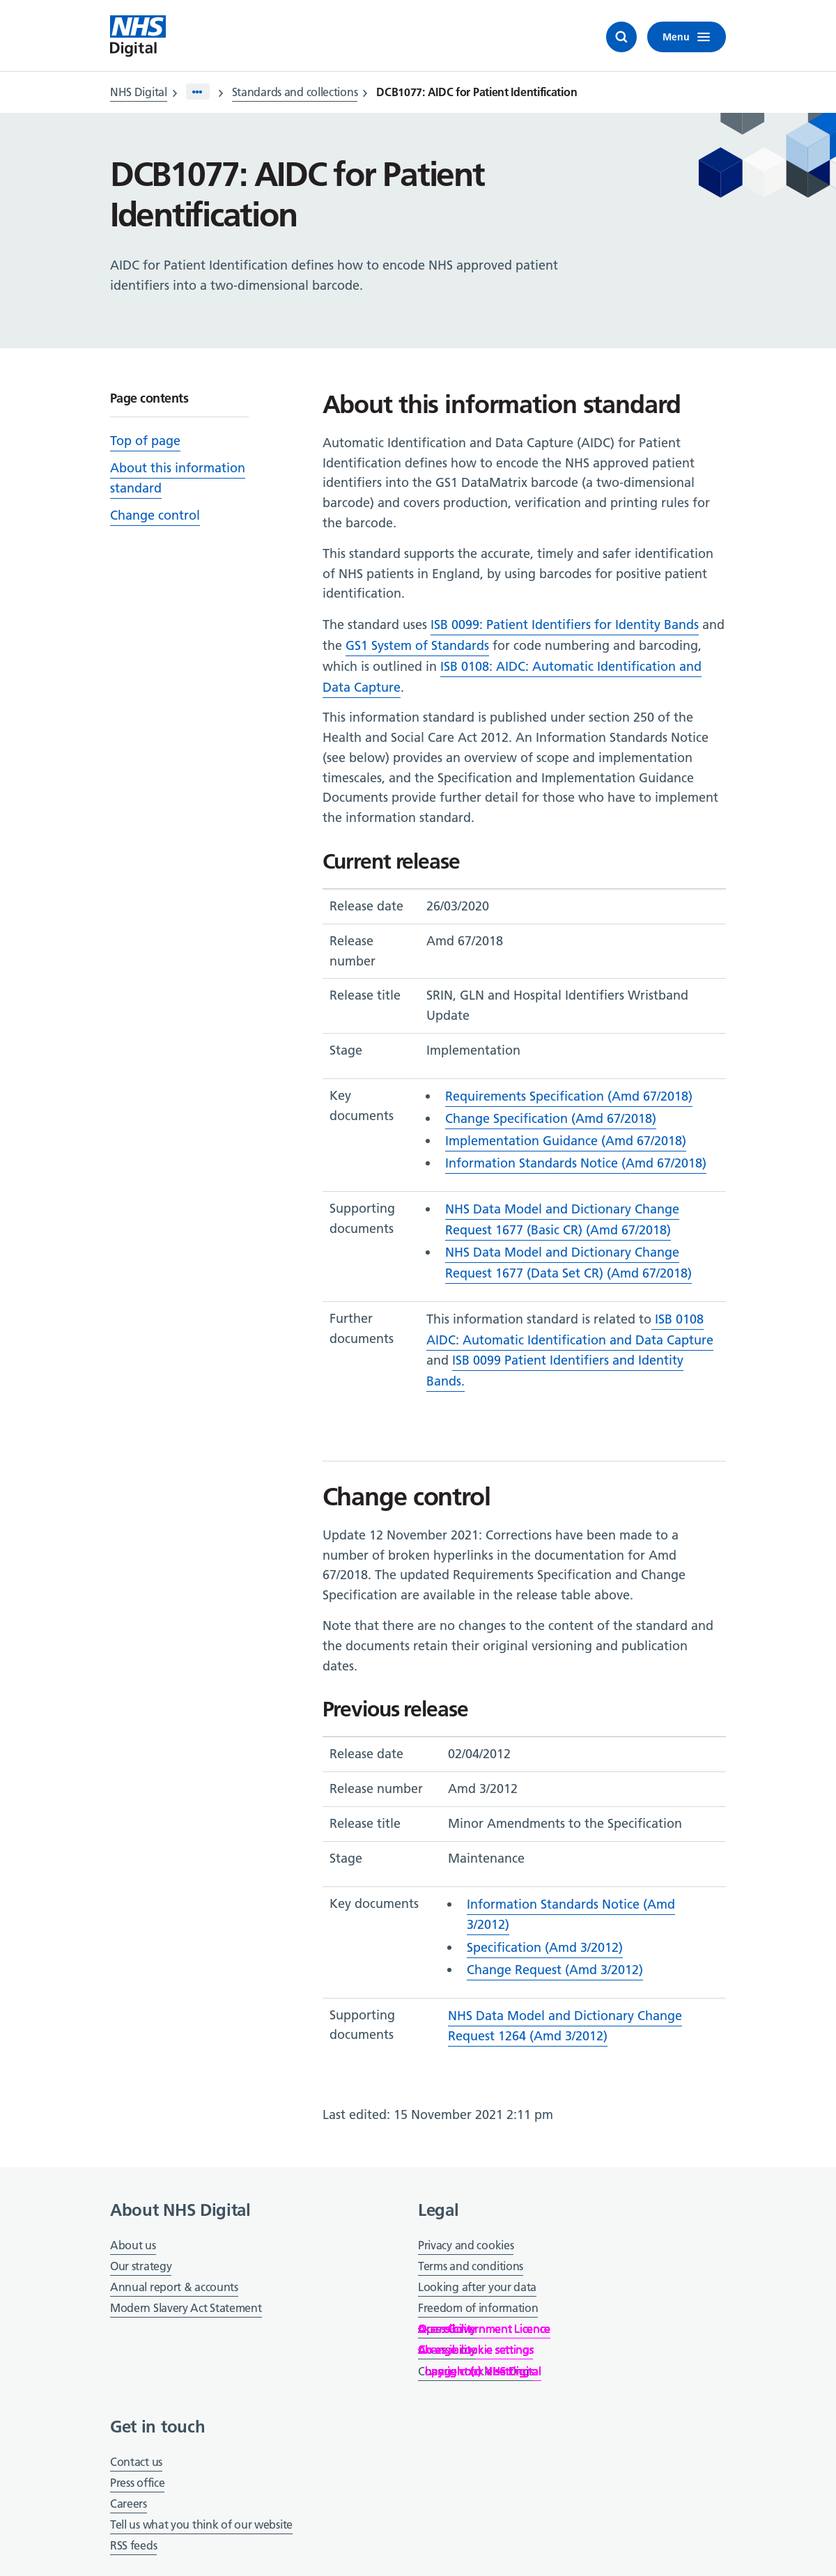 NHS
Digital
Menu
NHS Digital
Standards and collections
DCB1077: AIDC for Patient Identification
DCB1077: AIDC for Patient
Identification
AIDC for Patient Identification defines how to encode NHS approved patient
identifiers into a two-dimensional barcode.
Page contents
Top of page
About this information
standard
Change control
About this information standard
Automatic Identification and Data Capture (AIDC) for Patient
Identification defines how to encode the NHS approved patient
identifiers into the GS1 DataMatrix barcode (a two-dimensional
barcode) and covers production, verification and printing rules for
the barcode.
This standard supports the accurate, timely and safer identification
of NHS patients in England, by using barcodes for positive patient
identification.
The standard uses ISB 0099: Patient Identifiers for Identity Bands and
the GS1 System of Standards for code numbering and barcoding,
which is outlined in ISB 0108: AIDC: Automatic Identification and
Data Capture.
This information standard is published under section 250 of the
Health and Social Care Act 2012. An Information Standards Notice
(see below) provides an overview of scope and implementation
timescales, and the Specification and Implementation Guidance
Documents provide further detail for those who have to implement
the information standard.
Current release
Release date 26/03/2020
Release Amd 67/2018
number
Release title SRIN, GLN and Hospital Identifiers Wristband
Update
Stage Implementation
Key • Requirements Specification (Amd 67/2018)
documents • Change Specification (Amd 67/2018)
• Implementation Guidance (Amd 67/2018)
• Information Standards Notice (Amd 67/2018)
Supporting • NHS Data Model and Dictionary Change
documents Request 1677 (Basic CR) (Amd 67/2018)
• NHS Data Model and Dictionary Change
Request 1677 (Data Set CR) (Amd 67/2018)
Further This information standard is related to ISB 0108
documents AIDC: Automatic Identification and Data Capture
and ISB 0099 Patient Identifiers and Identity
Bands.
Change control
Update 12 November 2021: Corrections have been made to a
number of broken hyperlinks in the documentation for Amd
67/2018. The updated Requirements Specification and Change
Specification are available in the release table above.
Note that there are no changes to the content of the standard and
the documents retain their original versioning and publication
dates.
Previous release
Release date 02/04/2012
Release number Amd 3/2012
Release title Minor Amendments to the Specification
Stage Maintenance
Key documents • Information Standards Notice (Amd
3/2012)
• Specification (Amd 3/2012)
• Change Request (Amd 3/2012)
Supporting NHS Data Model and Dictionary Change
documents Request 1264 (Amd 3/2012)
Last edited: 15 November 2021 2:11 pm
About NHS Digital
About us
Our strategy
Annual report & accounts
Modern Slavery Act Statement
Legal
Privacy and cookies
Terms and conditions
Looking after your data
Freedom of information
Get in touch
Contact us
Press office
Careers
Tell us what you think of our website
RSS feeds